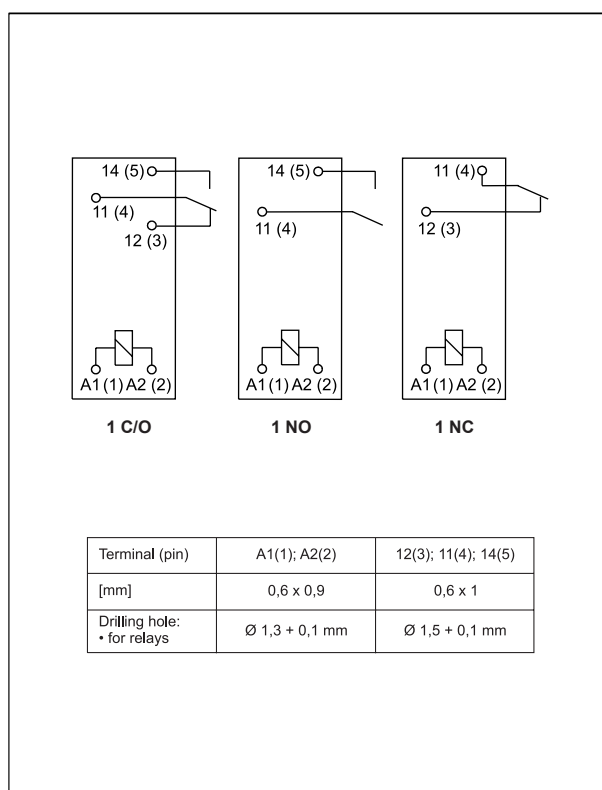 14 (5)
11 (4)
12 (3)
A1 (1) A2 (2)
1 C/O
14 (5)
11 (4)
A1 (1) A2 (2)
1 NO
11 (4)
12 (3)
A1 (1) A2 (2)
1 NC
Terminal (pin) A1(1); A2(2) 12(3); 11(4); 14(5)
[mm] 0,6 x 0,9 0,6 x 1
Drilling hole:
• for relays Ø 1,3 + 0,1 mm Ø 1,5 + 0,1 mm